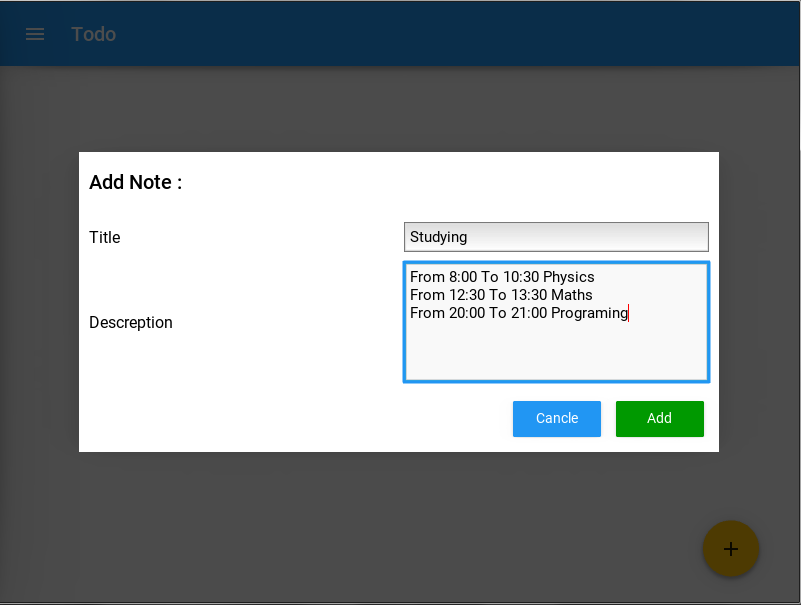 Todo
Add Note :
Title
Studying
Descreption
From 8:00 To 10:30 Physics
From 12:30 To 13:30 Maths
From 20:00 To 21:00 Programing
Cancle
Add